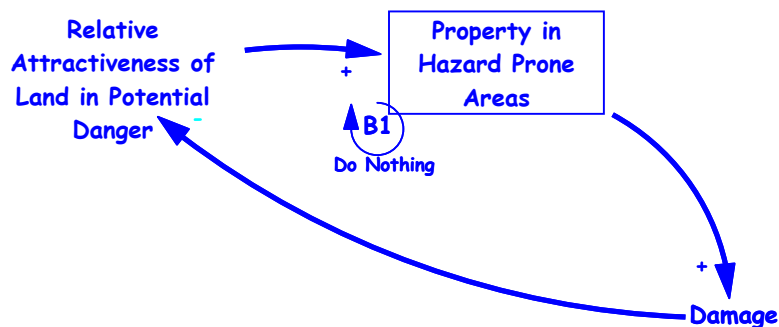 Relative
Attractiveness of
Land in Potential
Danger
-
Property in
Hazard Prone
Areas
+
B1
Do Nothing
+
Damage